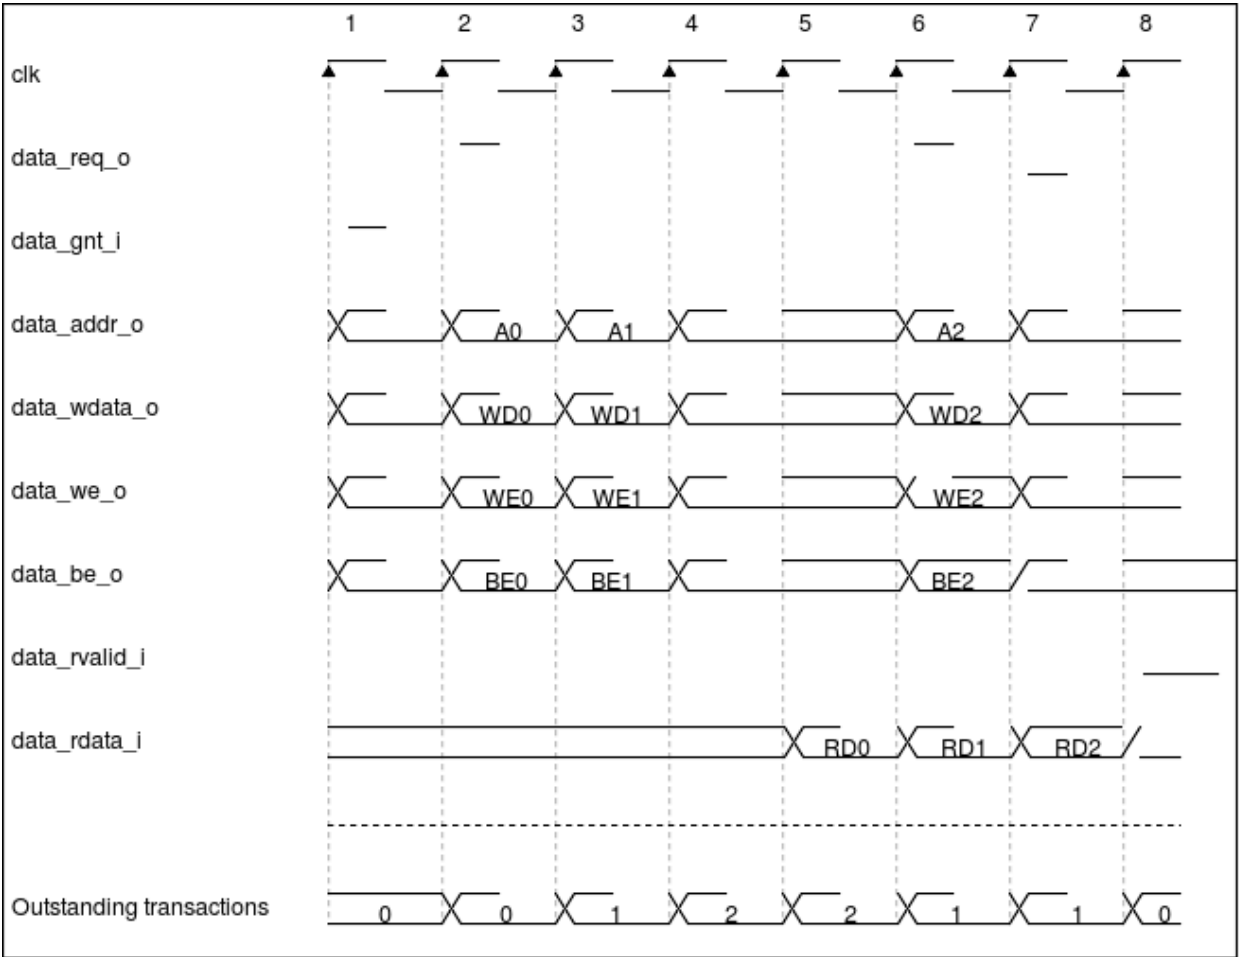 1 2 3 4 5 6 7 8
clk
data_req_o
data_gnt_i
data_addr_o A0 A1 A2
data_wdata_o WD0 WD1 WD2
data_we_o WE0 WE1 WE2
data_be_o BE0 BE1 BE2
data_rvalid_i
data_rdata_i RD0 RD1 RD2
Outstanding transactions 0 0 1 2 2 1 1 0